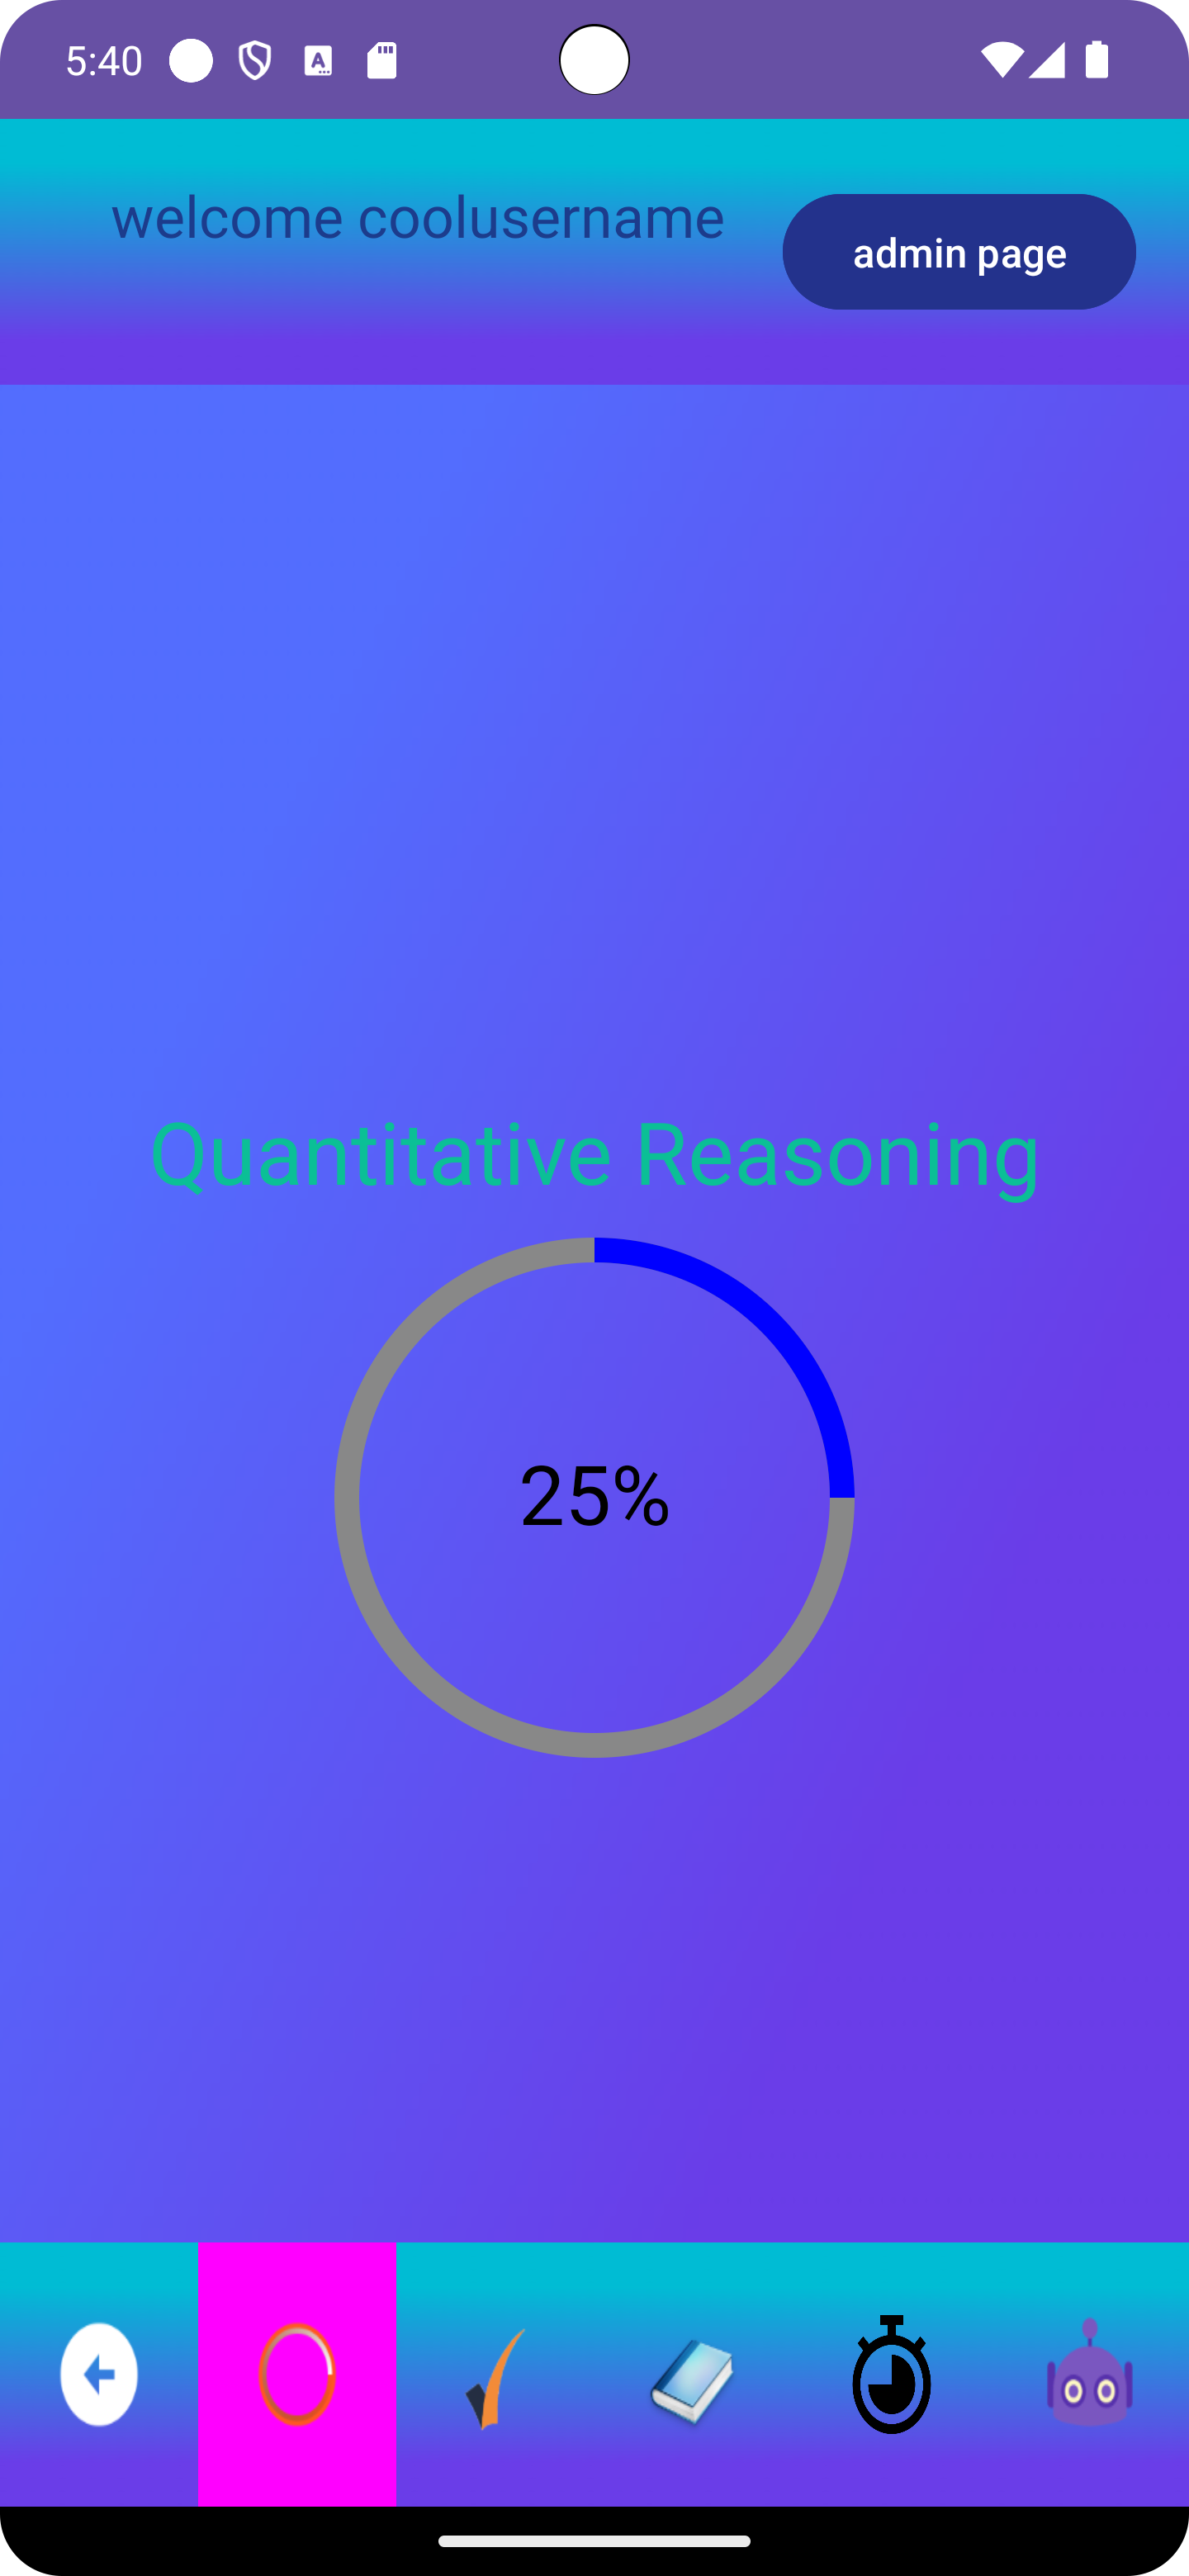 5:40
welcome coolusername
admin page
Quantitative Reasoning
25%